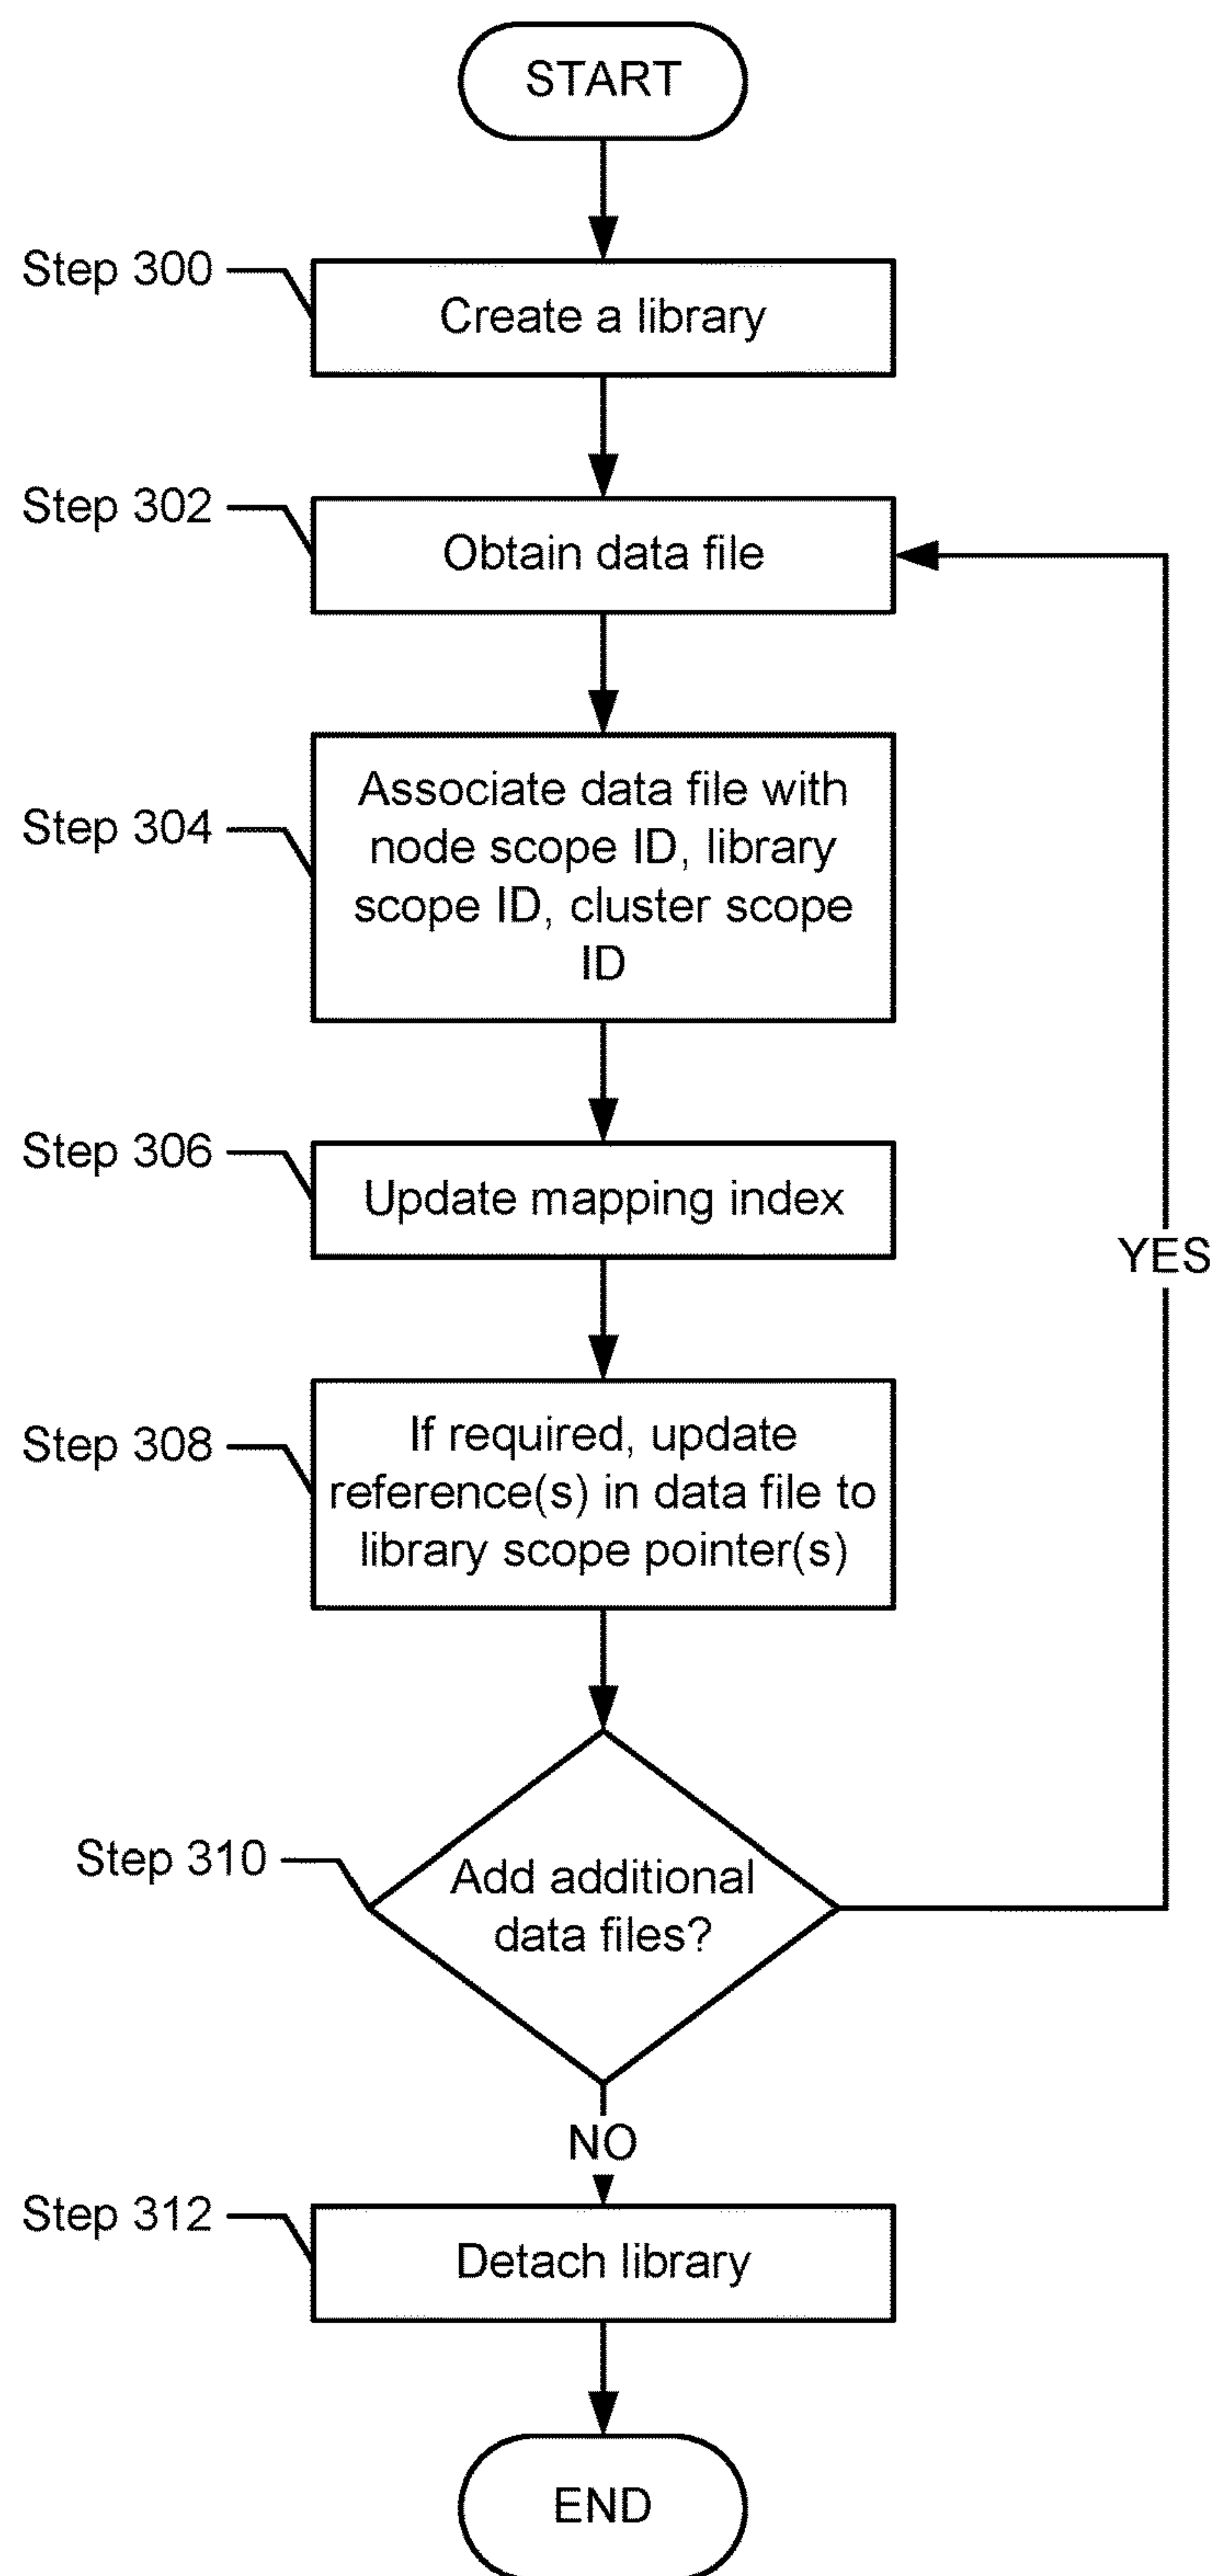 START
Step 300
Create a library
Step 302
Obtain data file
Step 304
Associate data file with
node scope ID, library
scope ID, cluster scope
ID
Step 306
Update mapping index
YES
Step 308
If required, update
reference(s) in data file to
library scope pointer(s)
Step 310
Add additional
data files?
NO
Step 312
Detach library
END